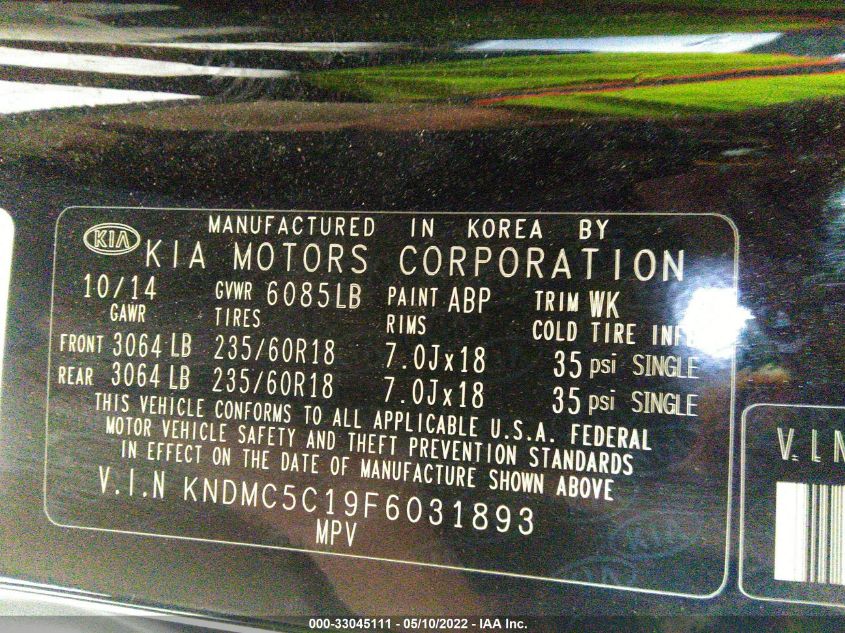 MANUFACTURED IN KOREA BY
KIA KIA MOTORS CORPORATION
10/14 GVWR 6085LB PAINT ABP TRIM WK
GAWR TIRES RIMS COLD TIRE
FRONT 3064 LB 235/60R18 7.0Jx18 35 psi SINGLE
REAR 3064 LB 235/60R18 7.0Jx18 35 psi SINGLE
THIS VEHICLE CONFORMS TO ALL APPLICABLE U.S.A. FEDERAL
MOTOR VEHICLE SAFETY AND THEFT PREVENTION STANDARDS
IN EFFECT ON THE DATE OF MANUFACTURE SHOWN ABOVE
V.I.N KNDMC5C19F6031893
MPV
V.I.N
000-33045111 - 05/10/2022 - IAA Inc.